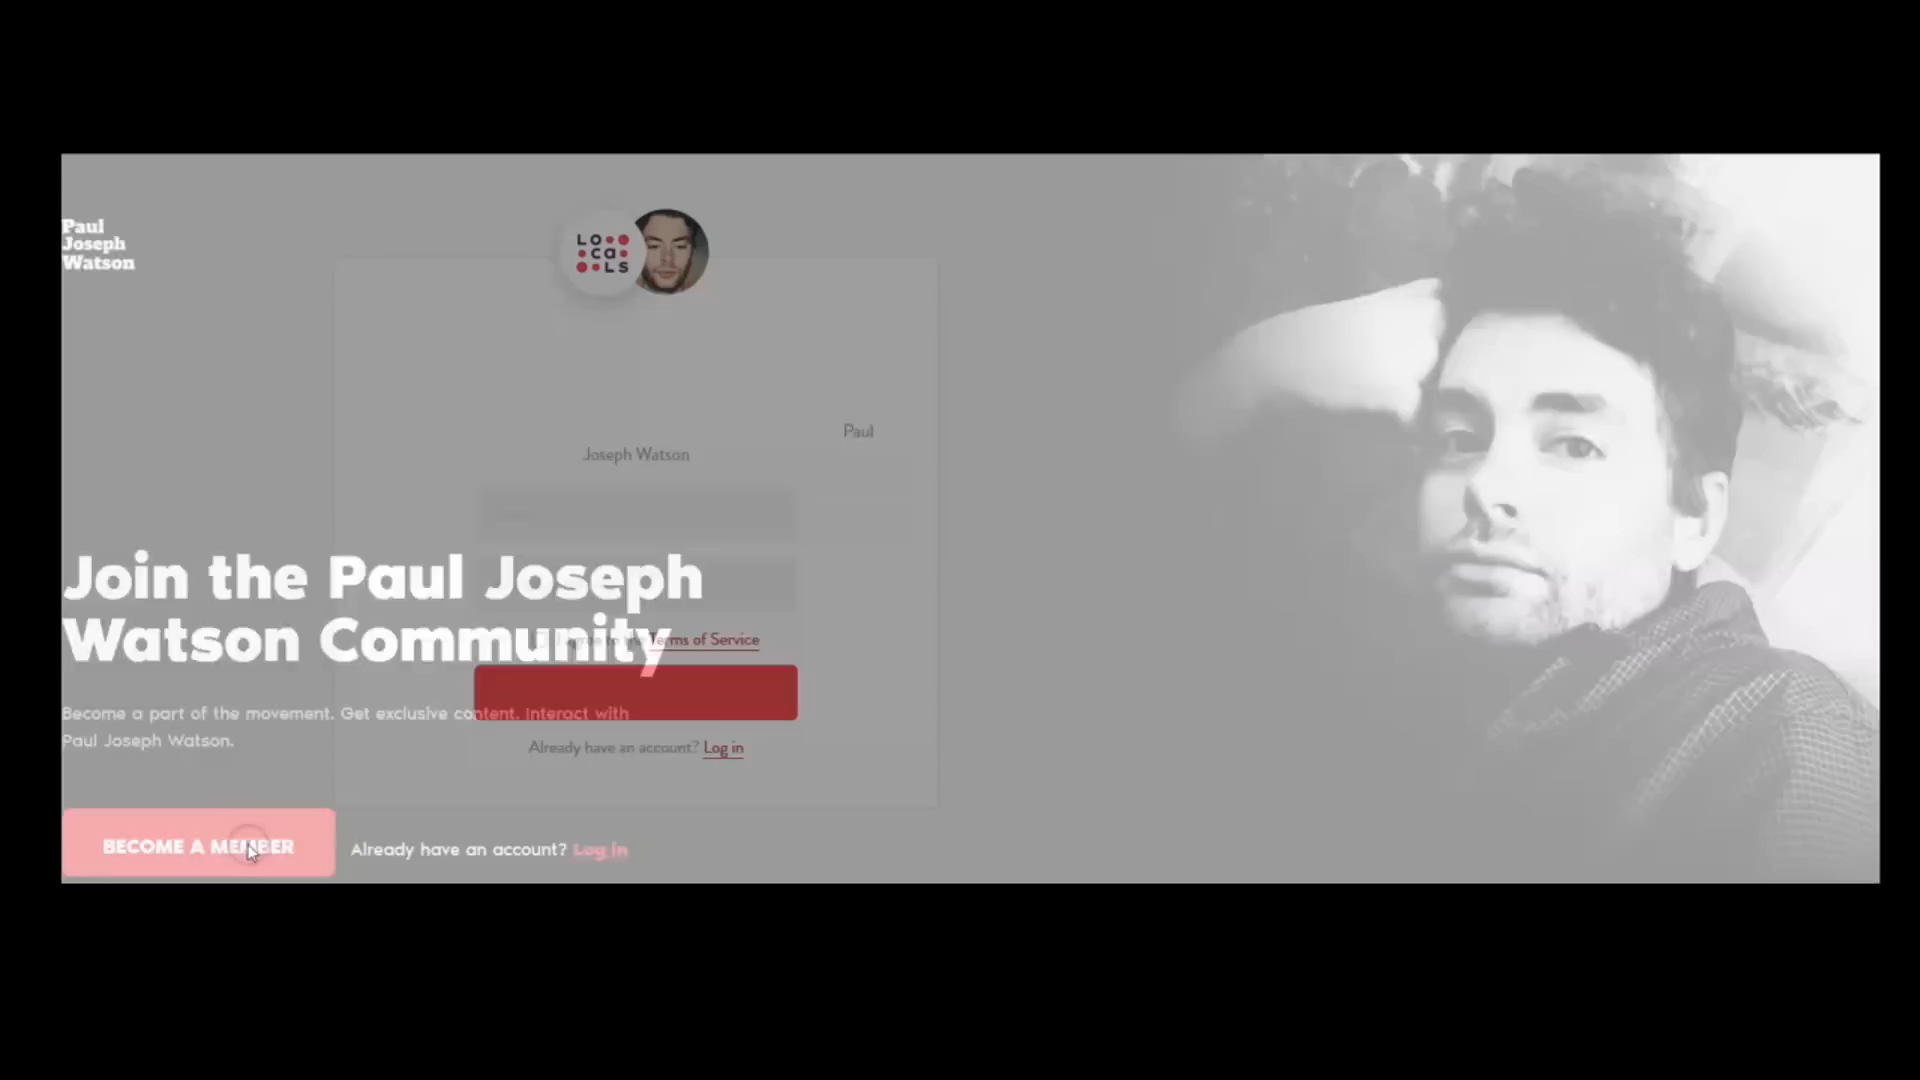 Paul
Joseph
Watson
LO
ca
LS
Paul
Joseph Watson
Join the Paul Joseph
Watson Community
Terms of Service
Become a part of the movement. Get exclusive content. Interact with
Paul Joseph Watson.
Already have an account? Log in
BECOME A MEMBER
Already have an account? Log in